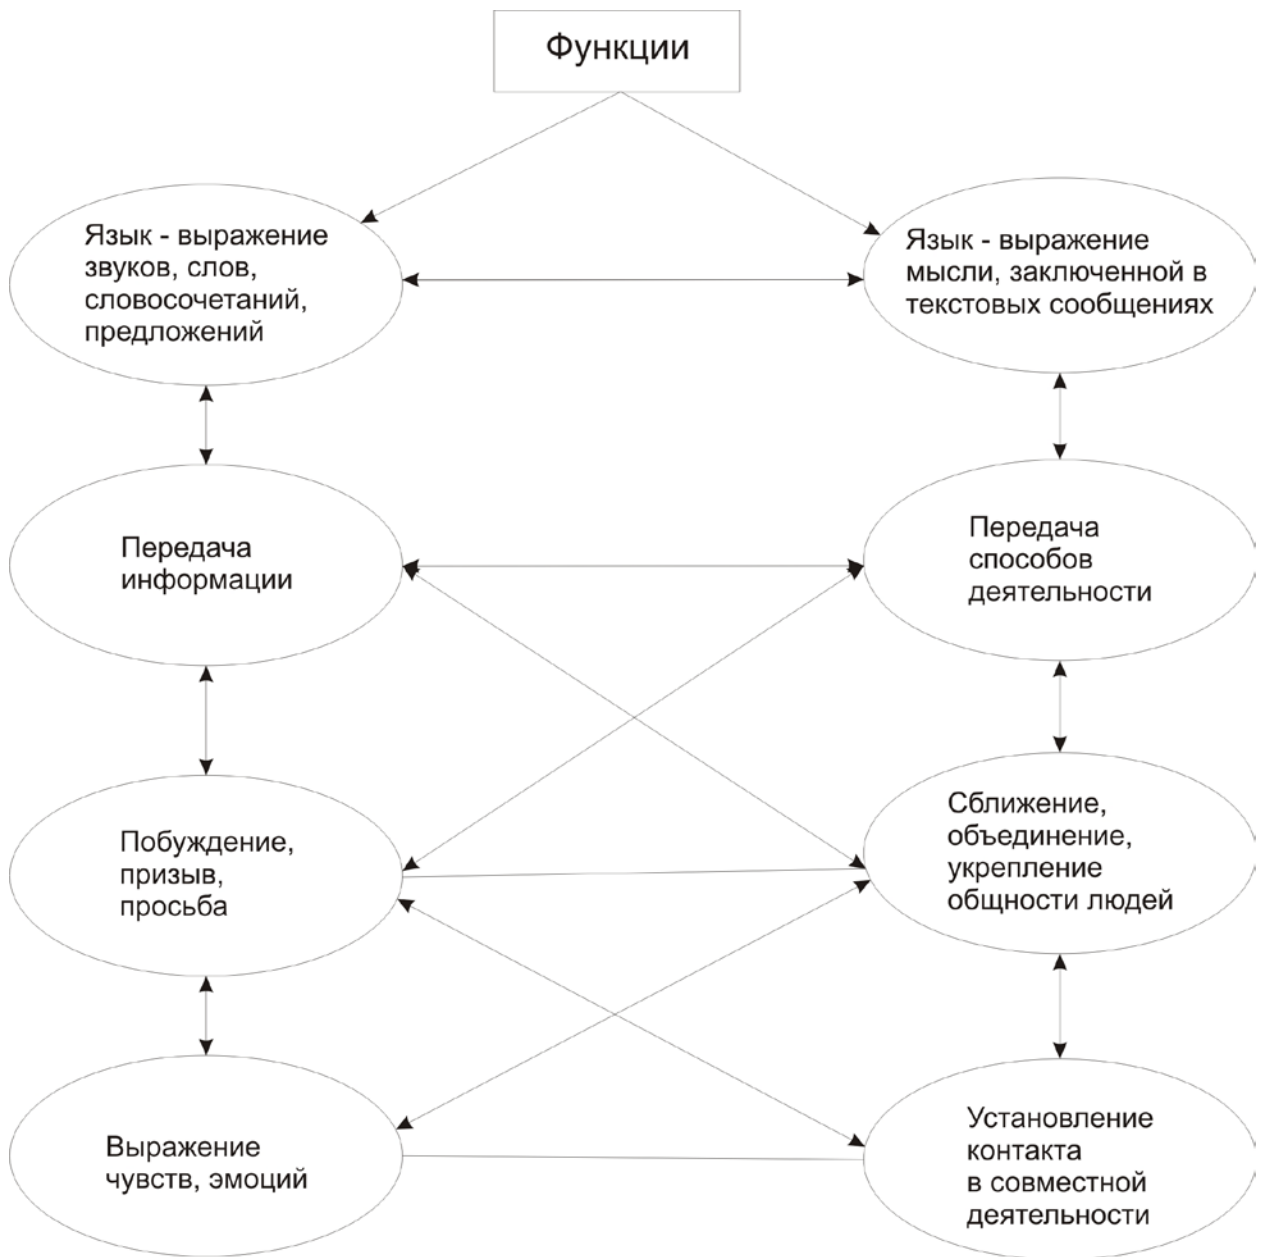 Функции
Язык - выражение
звуков, слов,
словосочетаний,
предложений
Язык - выражение
мысли, заключенной в
текстовых сообщениях
Передача
информации
Передача
способов
деятельности
Побуждение,
призыв,
просьба
Сближение,
объединение,
укрепление
общности людей
Выражение
чувств, эмоций
Установление
контакта
в совместной
деятельности